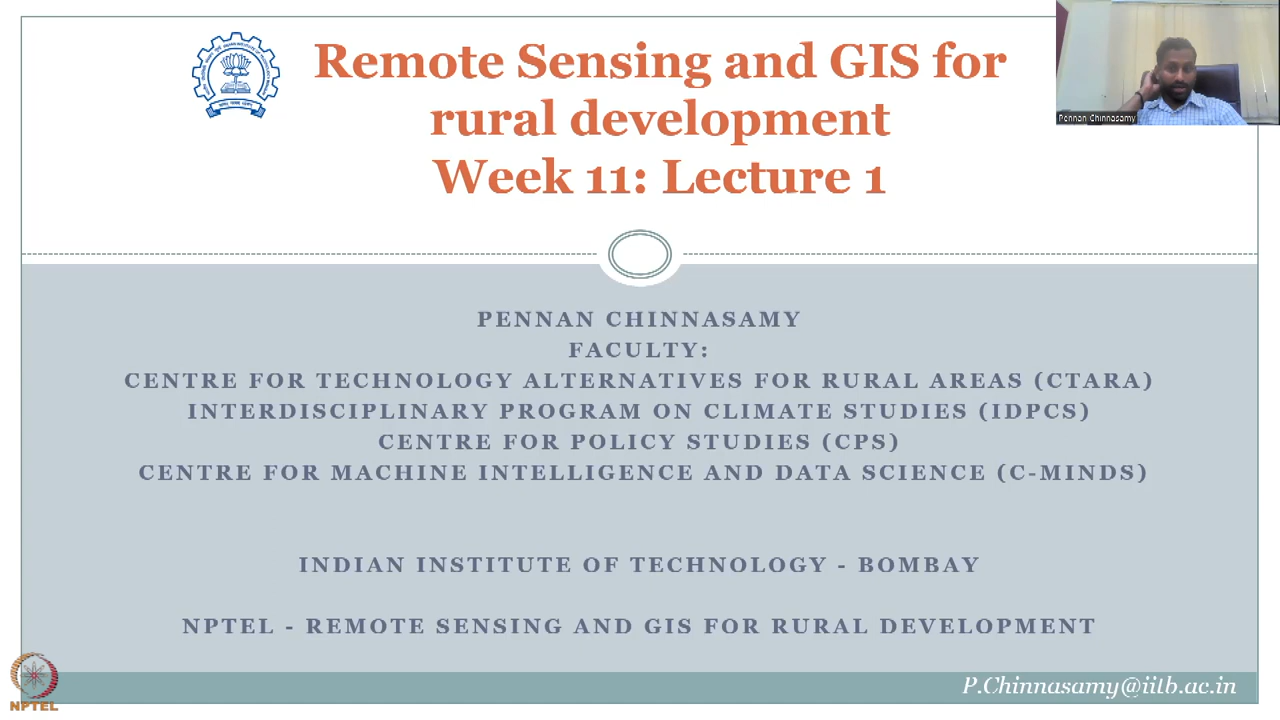 Remote Sensing and GIS for
rural development
Week 11: Lecture 1
Pennan Chinnasamy
PENNAN CHINNASAMY
FACULTY:
CENTRE FOR TECHNOLOGY ALTERNATIVES FOR RURAL AREAS (CTARA)
INTERDISCIPLINARY PROGRAM ON CLIMATE STUDIES (IDPCS)
CENTRE FOR POLICY STUDIES (CPS)
CENTRE FOR MACHINE INTELLIGENCE AND DATA SCIENCE (C-MINDS)
INDIAN INSTITUTE OF TECHNOLOGY - BOMBAY
NPTEL - REMOTE SENSING AND GIS FOR RURAL DEVELOPMENT
P.Chinnasamy@iitb.ac.in
NPTEL